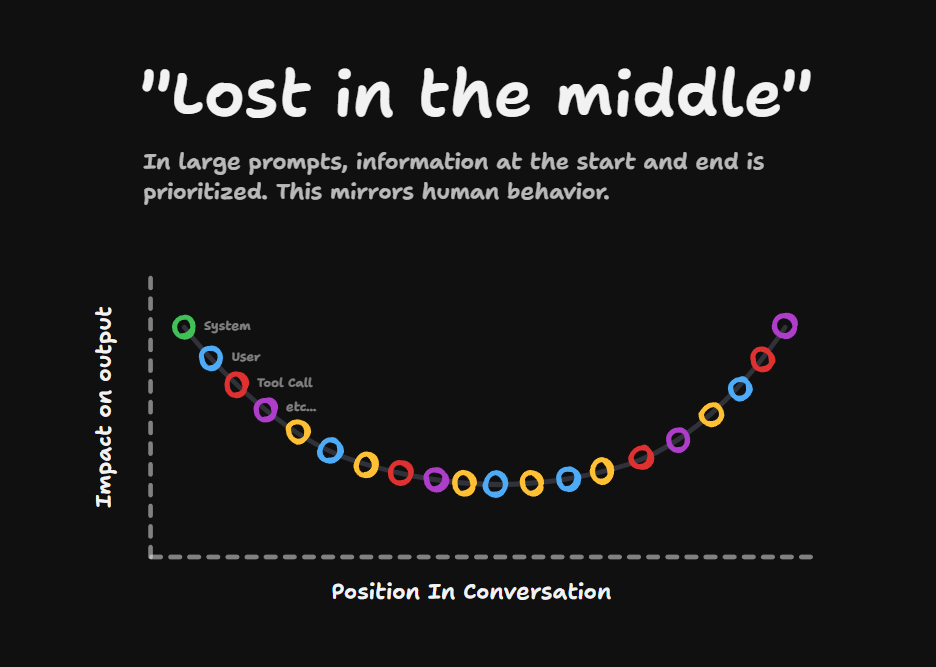 "Lost in the middle"
In large prompts, information at the start and end is
prioritized. This mirrors human behavior.
Impact on output
System
User
Tool Call
etc...
Position In Conversation